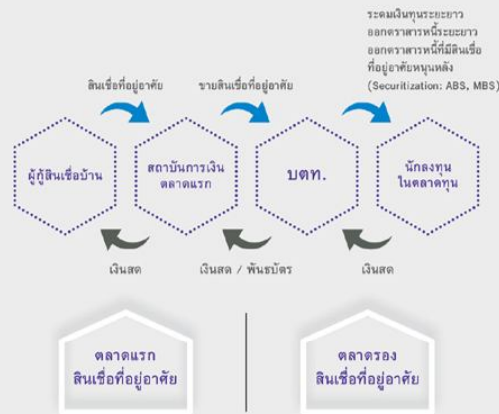 ระดมเงินทุนระยะยาว
ออกตราสารหนี้ระยะยาว
ออกตราสารหนี้ที่มีสินเชื่อ
ที่อยู่อาศัยหนุนหลัง
(Securitization: ABS, MBS)
สินเชื่อที่อยู่อาศัย
ขายสินเชื่อที่อยู่อาศัย
ผู้กู้สินเชื่อบ้าน
สถาบันการเงิน
ตลาดแรก
บตท.
นักลงทุน
ในตลาดทุน
เงินสด
เงินสด / พันธบัตร
เงินสด
ตลาดแรก
สินเชื่อที่อยู่อาศัย
ตลาดรอง
สินเชื่อที่อยู่อาศัย